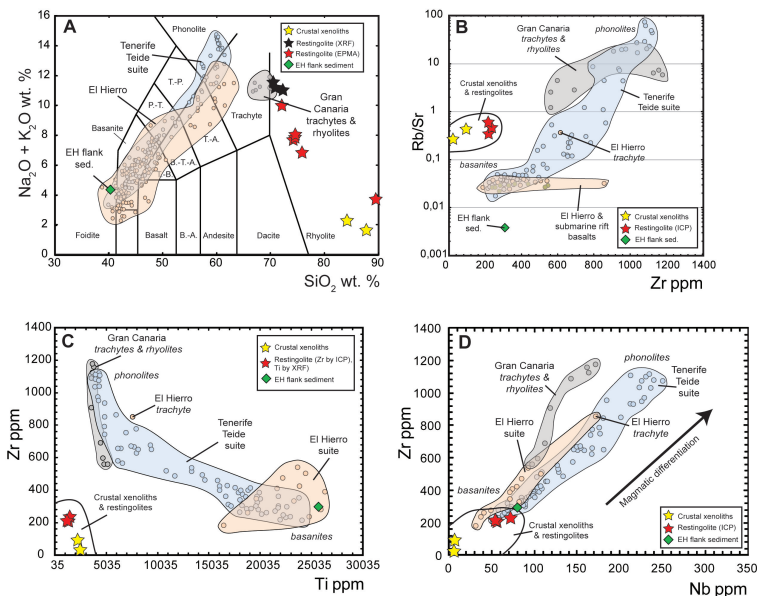 A
Phonolite
Tenerife
Teide
suite
T.-P.
El Hierro
P.-T.
Basanite
EH flank
sed.
T.-A.
B.-T.-A.
T.-B.
Trachyte
Gran
Canaria
trachytes &
rhyolites
Foidite
Basalt
B.-A.
Andesite
Dacite
Rhyolite
Crustal xenoliths
Restingolite (XRF)
Restingolite (EPMA)
EH flank sed.
Na2O + K2O wt. %
16
14
12
10
8
6
4
2
0
30 40 50 60 70 80 90
SiO2 wt. %
B
Gran Canaria
trachytes &
rhyolites
phonolites
Crustal xenoliths
& restingolites
Tenerife
Teide suite
El Hierro
trachyte
basanites
EH flank
sed.
El Hierro &
submarine rift
basalts
Crustal xenoliths
Restingolite (ICP)
EH flank sed.
Rb/Sr
100
10
1
0,1
0,01
0,001
0 200 400 600 800 1000 1200 1400
Zr ppm
C
Gran Canaria
trachytes & rhyolites
phonolites
El Hierro
trachyte
Tenerife
Teide suite
El Hierro
suite
Crustal xenoliths
& restingolites
basanites
Crustal xenoliths
Restingolite (Zr by ICP),
Ti by XRF)
EH flank sediment
Zr ppm
1400
1200
1000
800
600
400
200
0
35 5035 10035 15035 20035 25035 30035
Ti ppm
D
phonolites
Gran Canaria
trachytes &
rhyolites
Tenerife
Teide
suite
El Hierro
suite
El Hierro
trachyte
basanites
Magmatic differentiation
Crustal xenoliths
& restingolites
Crustal xenoliths
Restingolite (ICP)
EH flank sediment
Zr ppm
1400
1200
1000
800
600
400
200
0
0 50 100 150 200 250 300 350
Nb ppm